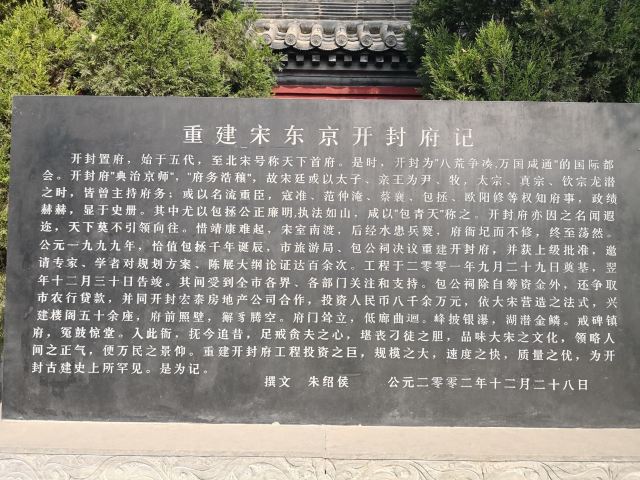 重建宋东京开封府记
开封置府，始于五代，至北宋号称天下首府。是时，开封为"八荒争凑,万国咸通"的国际都
会。开封府"典治京师"，"府务浩穰"，故宋廷或以太子、亲王为尹、牧，太宗、真宗、钦宗龙潜
之时，皆曾主持府务；或以名流重臣，寇准、范仲淹、蔡襄、包拯、欧阳修等权知府事，政绩
赫赫，显于史册。其中尤以包拯公正廉明,执法如山，咸以"包青天"称之。开封府亦因之名闻遐
迩，天下莫不引领向往。惜靖康难起，宋室南渡，后经水患兵燹，府衙圮而不修，终至荡然。
公元一九九九年，恰值包拯千年诞辰，市旅游局、包公祠决议重建开封府，并获上级批准，邀
请专家、学者对规划方案、陈展大纲论证达百余次。工程于二零零一年九月二十九日奠基，翌
年十二月三十日告竣。其间受到全市各界、各部门关注和支持。包公祠除自筹资金外，还争取
市农行贷款，并同开封宏泰房地产公司合作，投资人民币八千余万元，依大宋营造之法式，兴
建楼阁五十余座，府前照壁，獬豸腾空。府门耸立，低廊曲迴。峰披银瀑，湖潜金鳞。戒碑镇
府，冤鼓惊堂。入此衙，抚今追昔，足戒贪夫之心，堪丧刁徒之胆，品味大宋之文化，领略人
间之正气，便万民之景仰。重建开封府工程投资之巨，规模之大，速度之快，质量之优，为开
封古建史上所罕见。是为记。
撰文 朱绍侯 公元二零零二年十二月二十八日